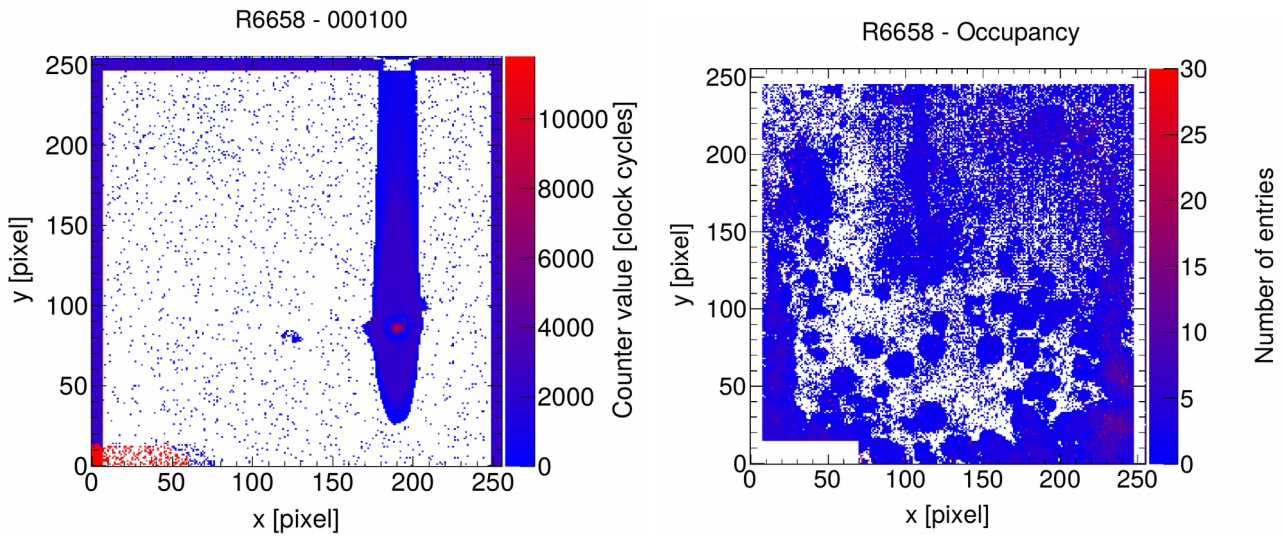 R6658 - 000100
250
200
150
100
50
0
0 50 100 150 200 250
y [pixel]
x [pixel]
10000
8000
6000
4000
2000
0
Counter value [clock cycles]
R6658 - Occupancy
250
200
150
100
50
0
0 50 100 150 200 250
y [pixel]
x [pixel]
30
25
20
15
10
5
0
Number of entries